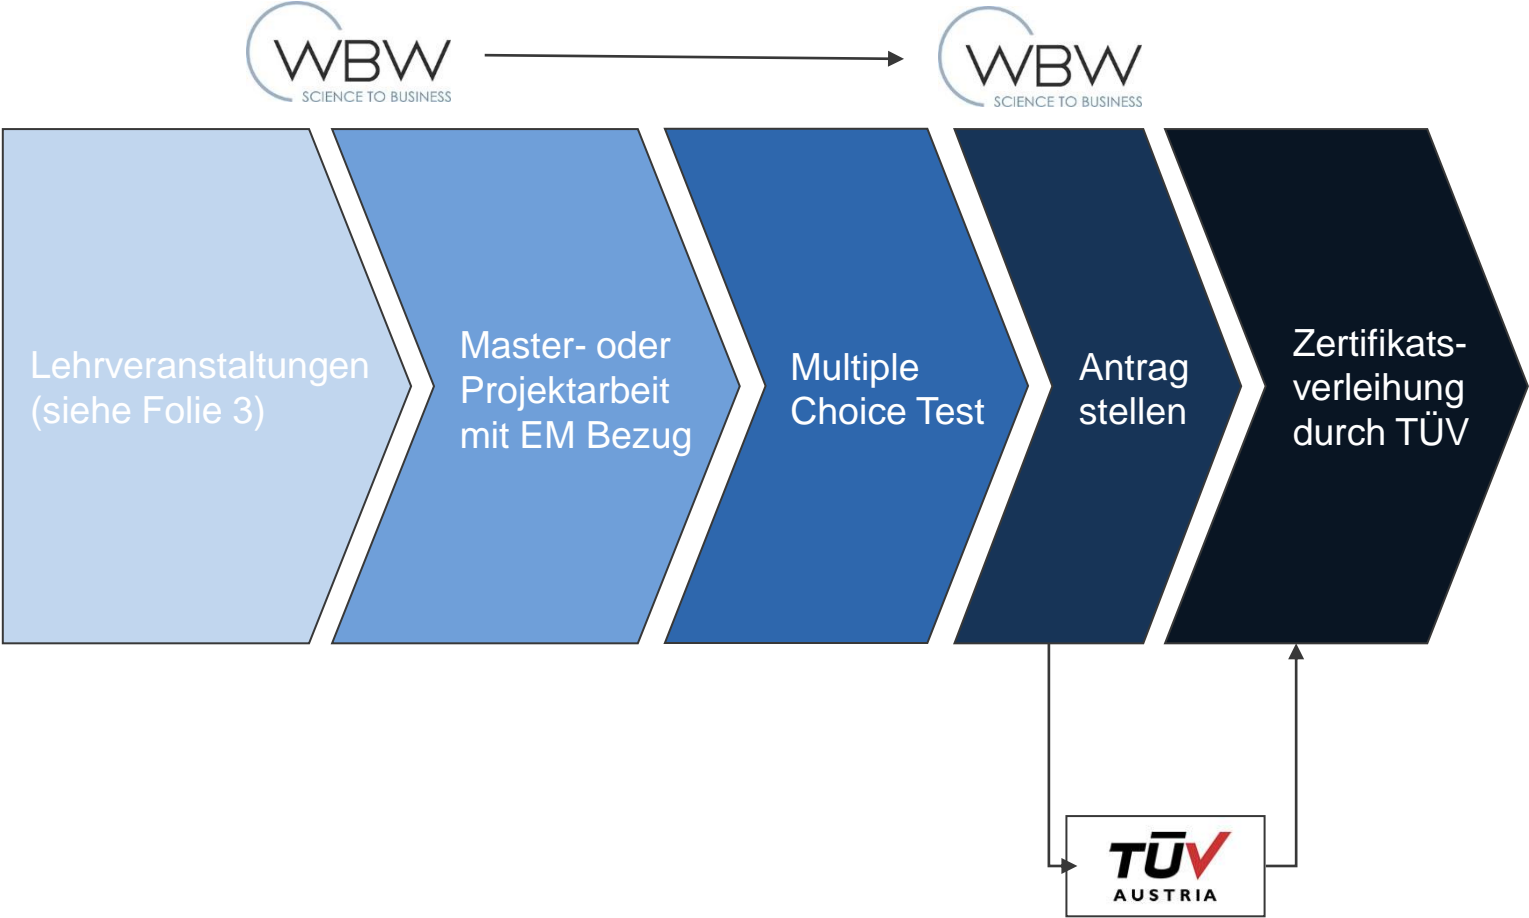 WBW
SCIENCE TO BUSINESS
WBW
SCIENCE TO BUSINESS
Lehrveranstaltungen
(siehe Folie 3)
Master- oder
Projektarbeit
mit EM Bezug
Multiple
Choice Test
Antrag
stellen
Zertifikats-
verleihung
durch TÜV
TÜV
AUSTRIA